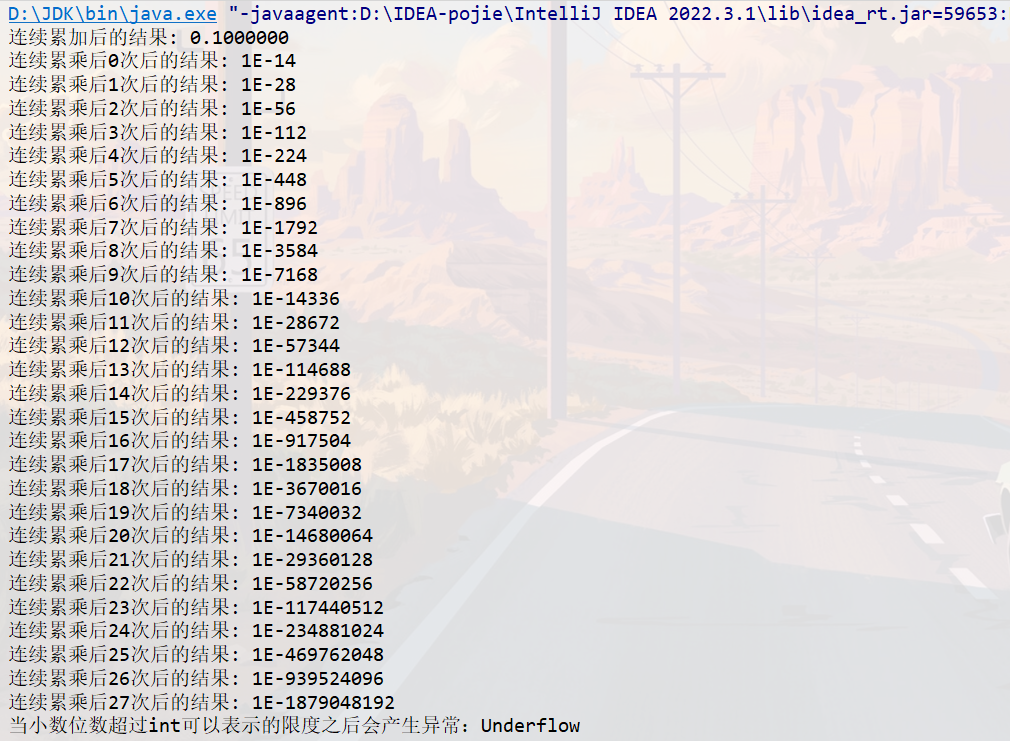 D:\JDK\bin\java.exe "-javaagent:D:\IDEA-pojie\IntelliJ IDEA 2022.3.1\lib\idea_rt.jar=59653:
连续累加后的结果: 0.1000000
连续累乘后0次后的结果: 1E-14
连续累乘后1次后的结果: 1E-28
连续累乘后2次后的结果: 1E-56
连续累乘后3次后的结果: 1E-112
连续累乘后4次后的结果: 1E-224
连续累乘后5次后的结果: 1E-448
连续累乘后6次后的结果: 1E-896
连续累乘后7次后的结果: 1E-1792
连续累乘后8次后的结果: 1E-3584
连续累乘后9次后的结果: 1E-7168
连续累乘后10次后的结果: 1E-14336
连续累乘后11次后的结果: 1E-28672
连续累乘后12次后的结果: 1E-57344
连续累乘后13次后的结果: 1E-114688
连续累乘后14次后的结果: 1E-229376
连续累乘后15次后的结果: 1E-458752
连续累乘后16次后的结果: 1E-917504
连续累乘后17次后的结果: 1E-1835008
连续累乘后18次后的结果: 1E-3670016
连续累乘后19次后的结果: 1E-7340032
连续累乘后20次后的结果: 1E-14680064
连续累乘后21次后的结果: 1E-29360128
连续累乘后22次后的结果: 1E-58720256
连续累乘后23次后的结果: 1E-117440512
连续累乘后24次后的结果: 1E-234881024
连续累乘后25次后的结果: 1E-469762048
连续累乘后26次后的结果: 1E-939524096
连续累乘后27次后的结果: 1E-1879048192
当小数位数超过int可以表示的限度之后会产生异常: Underflow